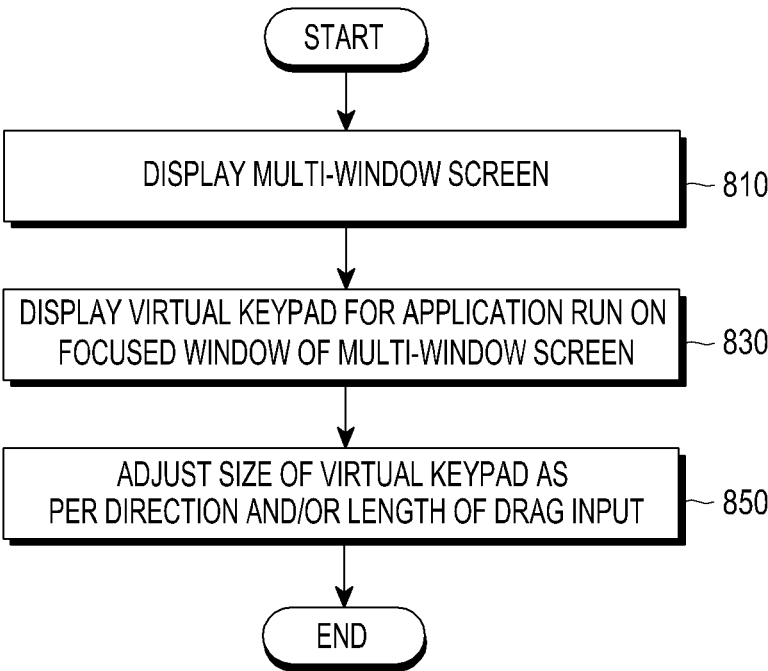 START
DISPLAY MULTI-WINDOW SCREEN
810
DISPLAY VIRTUAL KEYPAD FOR APPLICATION RUN ON
FOCUSED WINDOW OF MULTI-WINDOW SCREEN
830
ADJUST SIZE OF VIRTUAL KEYPAD AS
PER DIRECTION AND/OR LENGTH OF DRAG INPUT
850
END